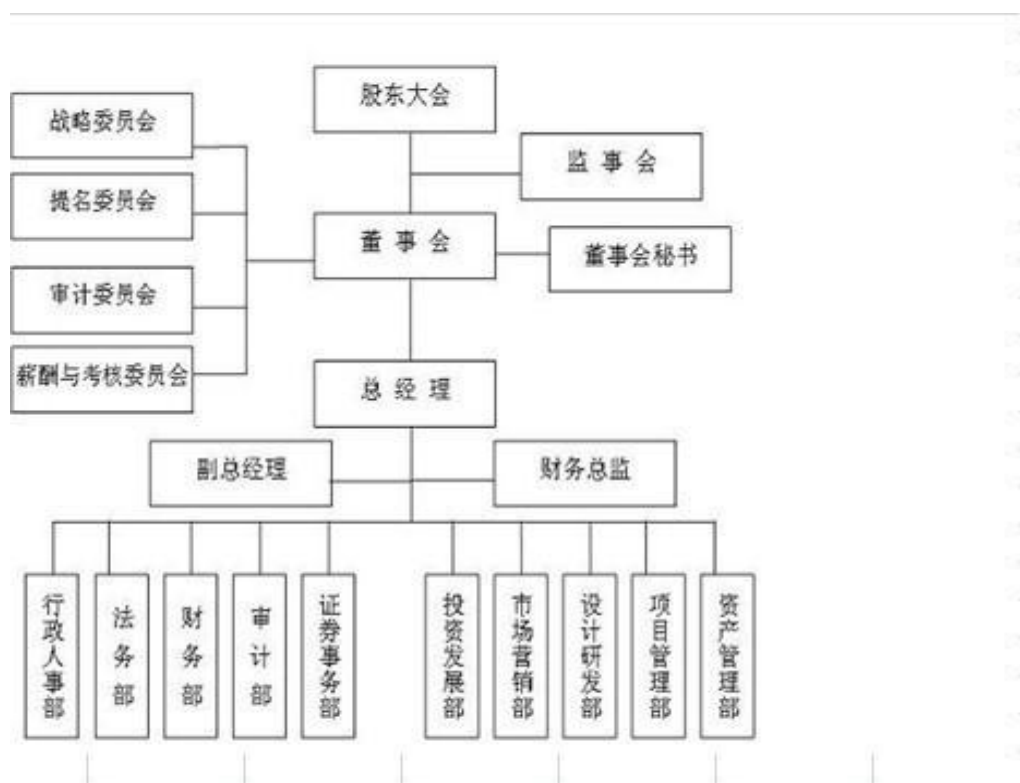 股东大会
战略委员会
监事会
提名委员会
董事会
董事会秘书
审计委员会
薪酬与考核委员会
总经理
副总经理
财务总监
行政人事部
法务部
财务部
审计部
证券事务部
投资发展部
市场营销部
设计研发部
项目管理部
资产管理部